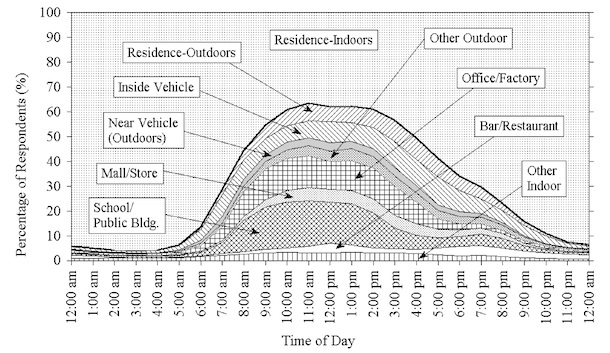 Percentage of Respondents (%)
100
90
80
70
60
50
40
30
20
10
0
Residence-Outdoors
Residence-Indoors
Other Outdoor
Inside Vehicle
Office/Factory
Near Vehicle
(Outdoors)
Bar/Restaurant
Mall/Store
Other
Indoor
School/
Public Bldg.
12:00 am
1:00 am
2:00 am
3:00 am
4:00 am
5:00 am
6:00 am
7:00 am
8:00 am
9:00 am
10:00 am
11:00 am
12:00 pm
1:00 pm
2:00 pm
3:00 pm
4:00 pm
5:00 pm
6:00 pm
7:00 pm
8:00 pm
9:00 pm
10:00 pm
11:00 pm
12:00 am
Time of Day